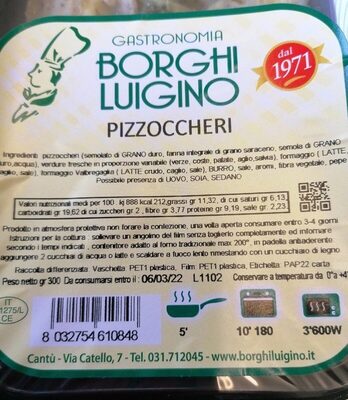 GASTRONOMIA
BORGHI
LUIGINO
dal
1971
PIZZOCCHERI
Ingredienti: pizzoccheri (semolato di GRANO duro, farina integrale di grano saraceno, semola di GRANO
duro,acqua), verdure fresche in proporzione variabile (verze, coste, patate, aglio,salvia), formaggio ( LATTE,
caglio, sale), formaggio Valbregaglia ( LATTE crudo, caglio, sale), BURRO, sale, aromi, fibra vegetale, pepe
Possibile presenza di UOVO, SOIA, SEDANO
Valori nutrizionali medi per 100: kj 888 kcal 212,grassi gr 11,32, di cui saturi gr 6,13,
carboidrati gr 19,62 di cui zuccheri gr 2 , fibre gr 3,77 proteine gr 9,19, sale gr 2,23.
Prodotto in atmosfera protettiva non forare la confezione, una volta aperta consumare entro 3-4 giorni
Istruzioni per la cottura: sollevare un angolino del film senza toglierlo completamente ed infornare
secondo i tempi indicati , contenitore adatto al forno tradizionale max 200°, in padella antiaderente
aggiungere 2 cucchiai di acqua o latte e scaldare a fuoco lento rimestando con un cucchiaio di legno
Raccolta differenziata: Vaschetta PET1 plastica, Film PET1 plastica, Etichetta: PAP22 carta
Peso netto gr 300 Da consumarsi entro il : 06/03/22 L1102 Conservare a temperatura da 0°a +4°
IT
1275/L
CE
8 032754 610848
5' 10' 180 3'600W
Cantù - Via Catello, 7 - Tel. 031.712045 - www.borghiluigino.it